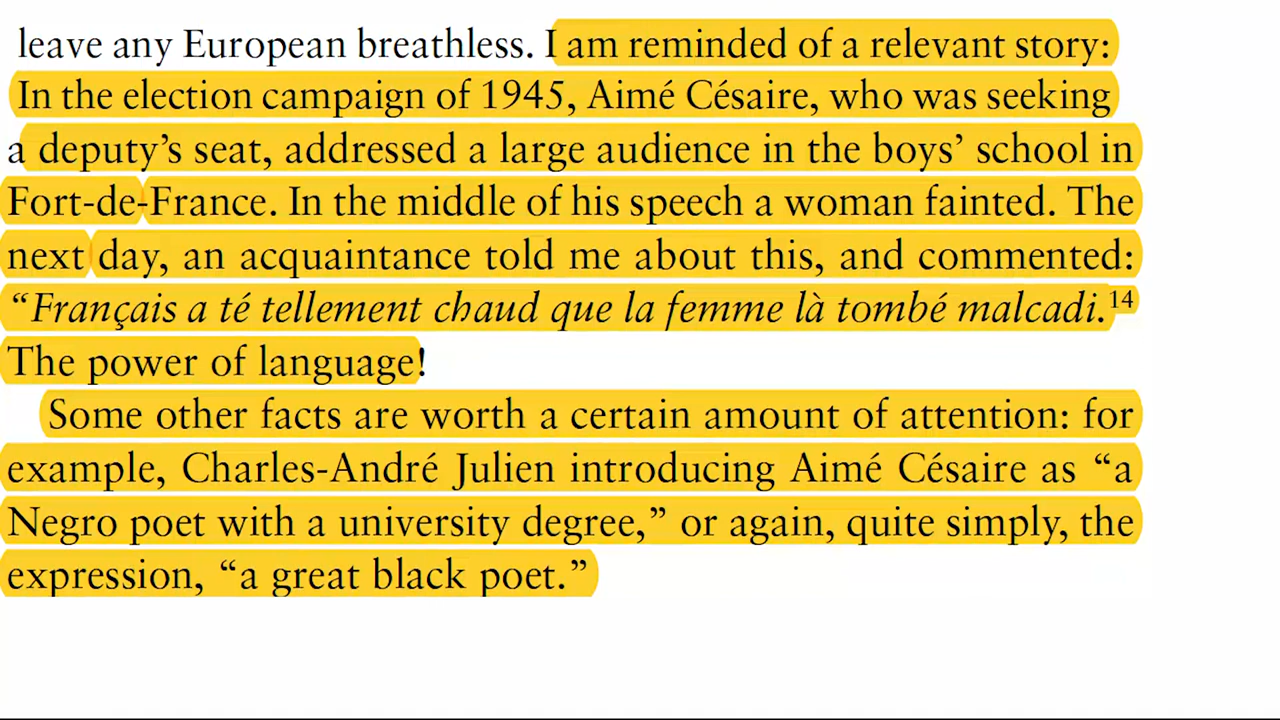 leave any European breathless. I am reminded of a relevant story:
In the election campaign of 1945, Aimé Césaire, who was seeking
a deputy’s seat, addressed a large audience in the boys’ school in
Fort-de-France. In the middle of his speech a woman fainted. The
next day, an acquaintance told me about this, and commented:
“Français a té tellement chaud que la femme là tombé malcadi.14
The power of language!
Some other facts are worth a certain amount of attention: for
example, Charles-André Julien introducing Aimé Césaire as “a
Negro poet with a university degree,” or again, quite simply, the
expression, “a great black poet.”